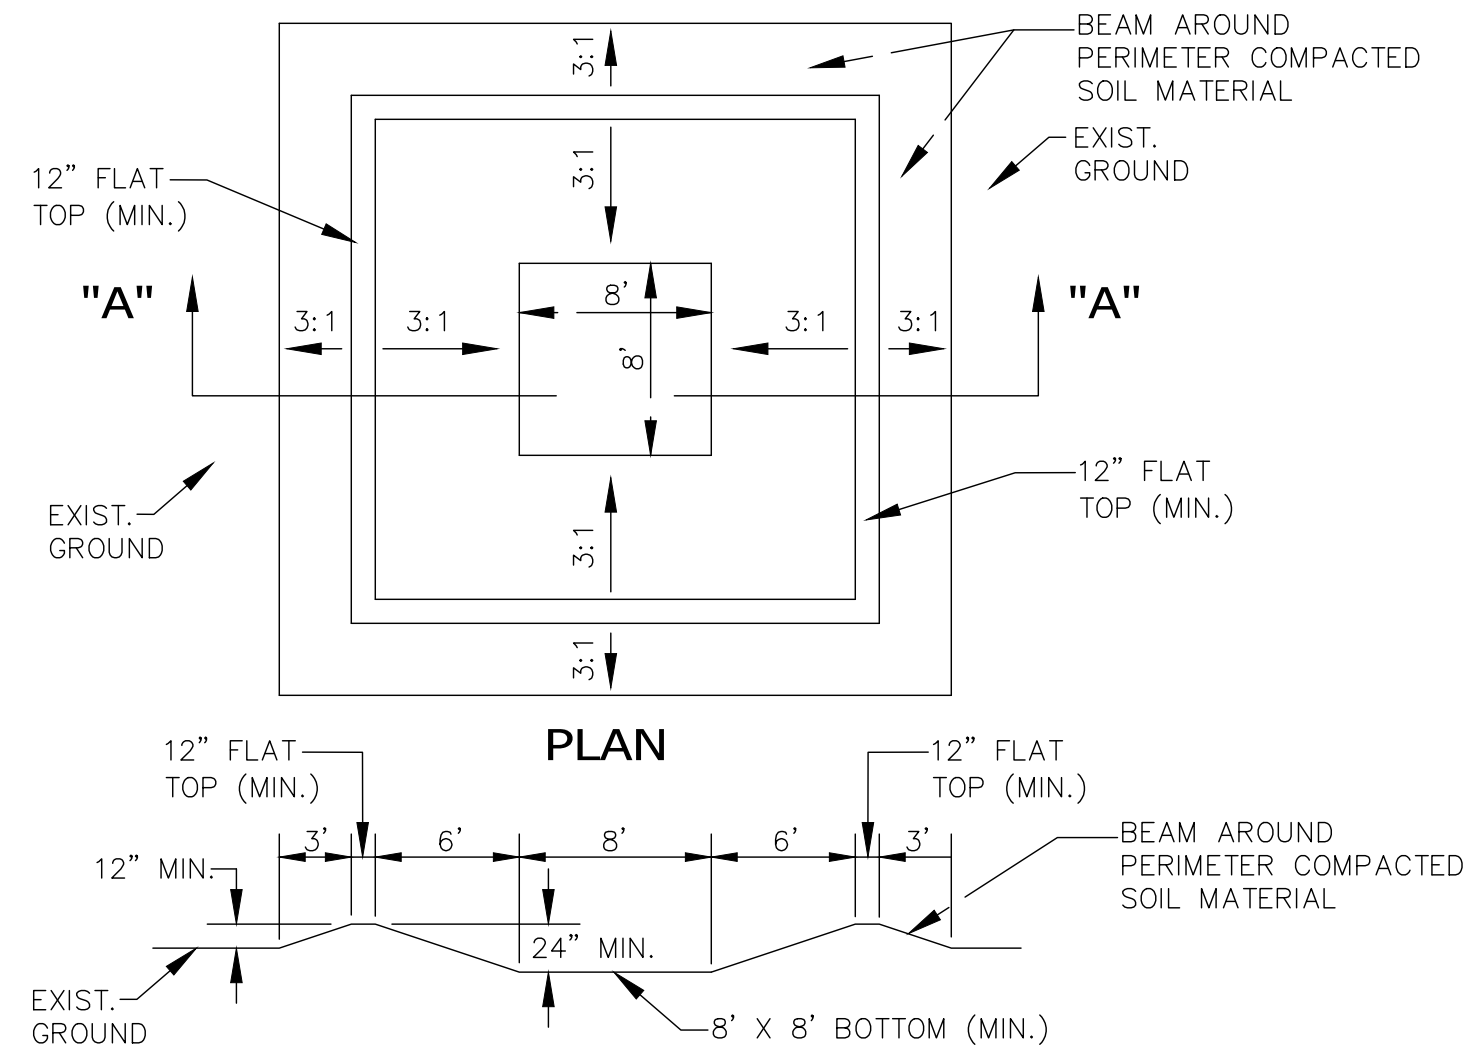 BEAM AROUND
PERIMETER COMPACTED
SOIL MATERIAL
3:1
EXIST.
GROUND
3:1
12” FLAT
TOP (MIN.)
"A"
8'
"A"
3:1
3:1
3:1
3:1
8'
12” FLAT
TOP (MIN.)
EXIST.
GROUND
3:1
3:1
PLAN
12” FLAT
TOP (MIN.)
12” FLAT
TOP (MIN.)
3'
6'
8'
6'
3'
BEAM AROUND
PERIMETER COMPACTED
SOIL MATERIAL
12” MIN.
24” MIN.
EXIST.
GROUND
8' X 8' BOTTOM (MIN.)